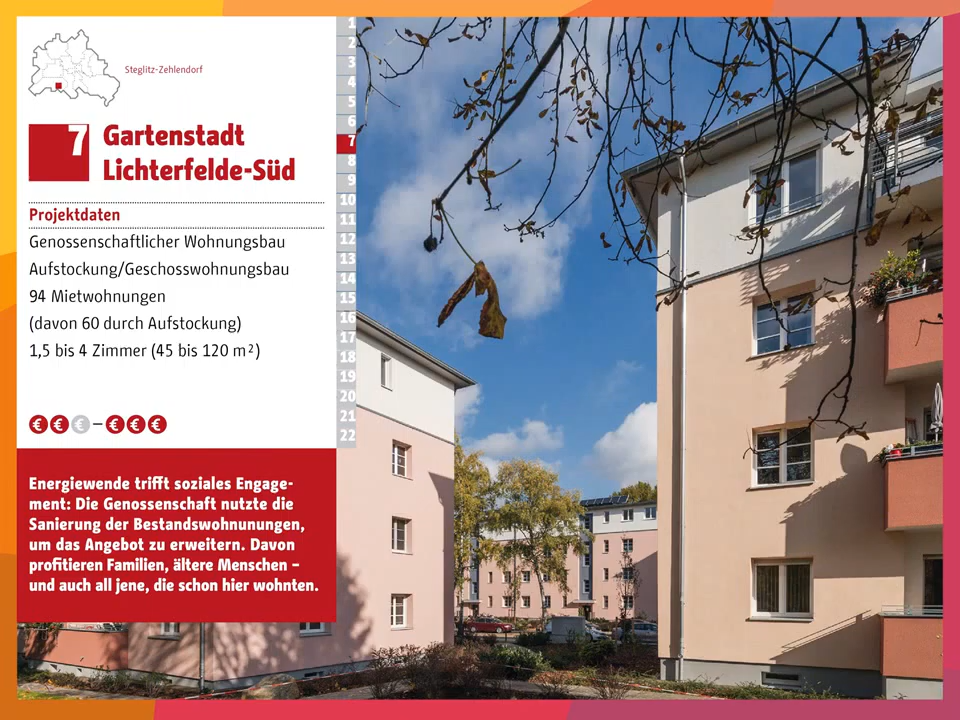 Steglitz-Zehlendorf
7
Gartenstadt
Lichterfelde-Süd
Projektdaten
Genossenschaftlicher Wohnungsbau
Aufstockung/Geschosswohnungsbau
94 Mietwohnungen
(davon 60 durch Aufstockung)
1,5 bis 4 Zimmer (45 bis 120 m²)
€€€–€€€
Energiewende trifft soziales Engage-
ment: Die Genossenschaft nutzte die
Sanierung der Bestandswohnunungen,
um das Angebot zu erweitern. Davon
profitieren Familien, ältere Menschen –
und auch all jene, die schon hier wohnten.
1
2
3
4
5
6
7
8
9
10
11
12
13
14
15
16
17
18
19
20
21
22